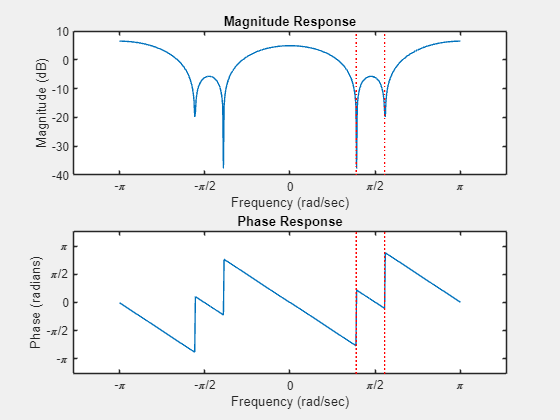 Magnitude Response
Magnitude (dB)
10
0
-10
-20
-30
-40
-π
-π/2
0
π/2
π
Frequency (rad/sec)
Phase Response
Phase (radians)
π
π/2
0
-π/2
-π
-π
-π/2
0
π/2
π
Frequency (rad/sec)